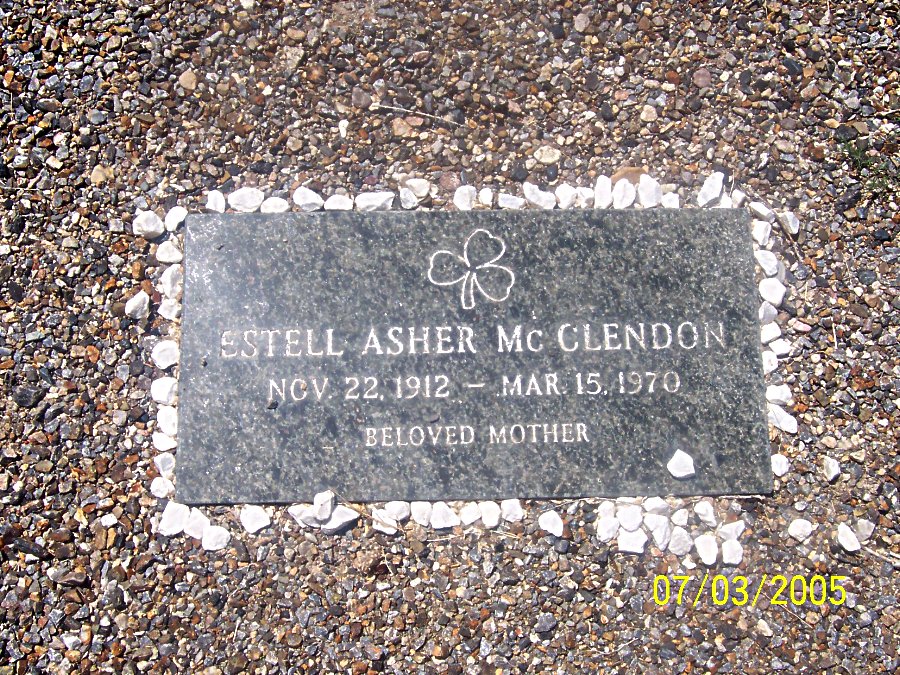 ESTELL ASHER Mc CLENDON
NOV. 22, 1912 – MAR. 15, 1970
BELOVED MOTHER
07/03/2005